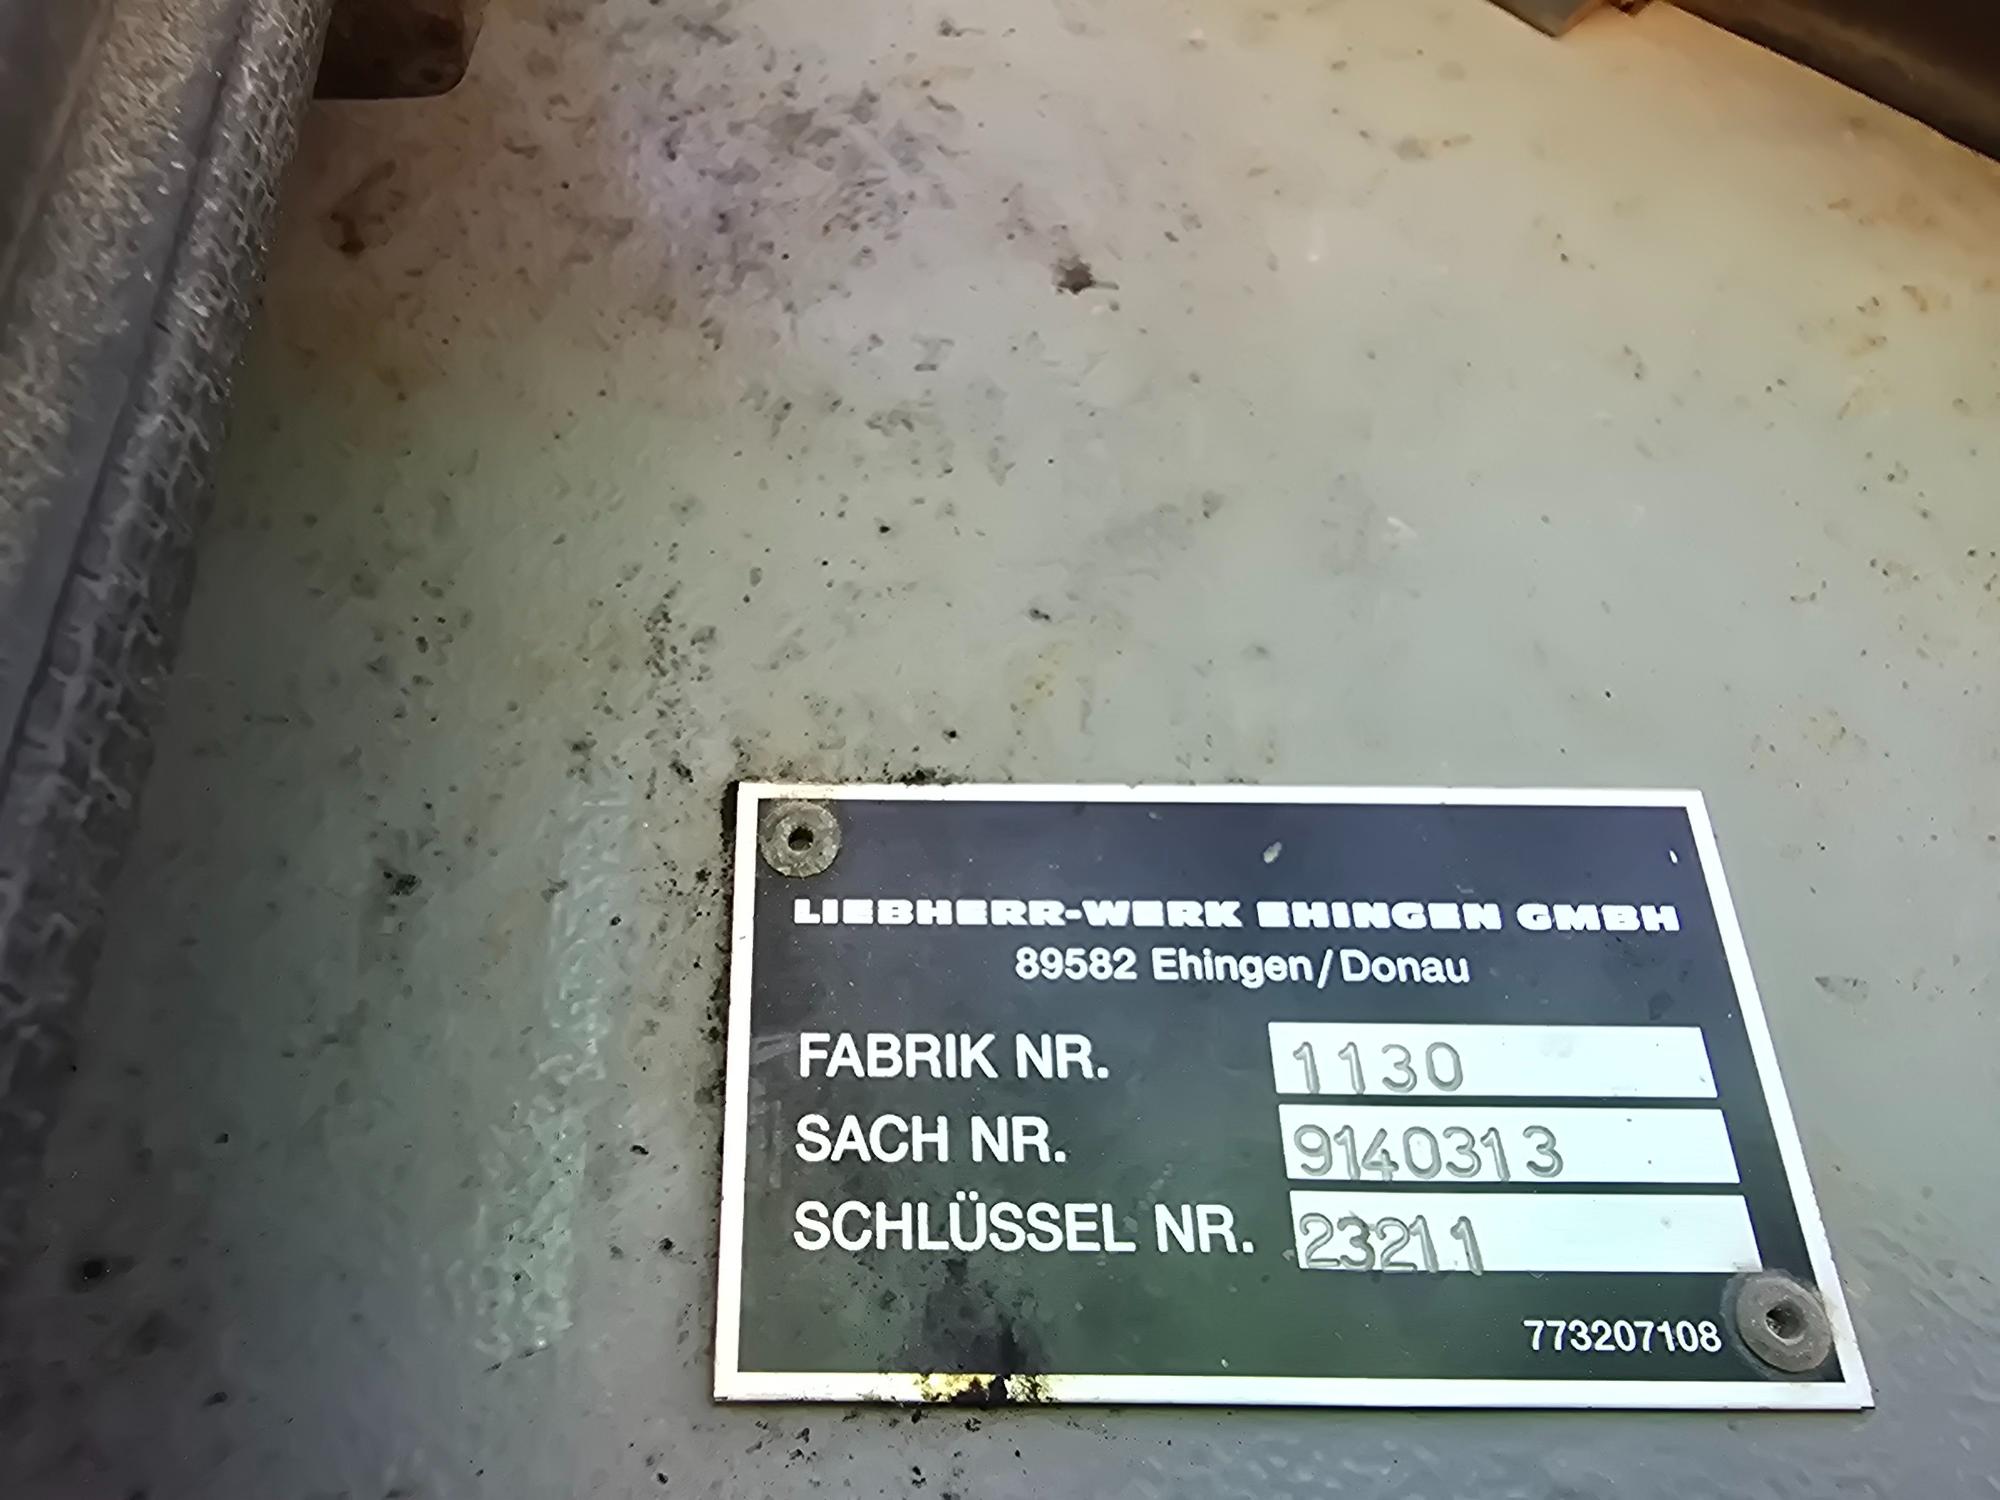 LIEBHERR-WERK EHINGEN GMBH
89582 Ehingen/Donau
FABRIK NR. 1130
SACH NR. 9140313
SCHLÜSSEL NR. 23211
773207108